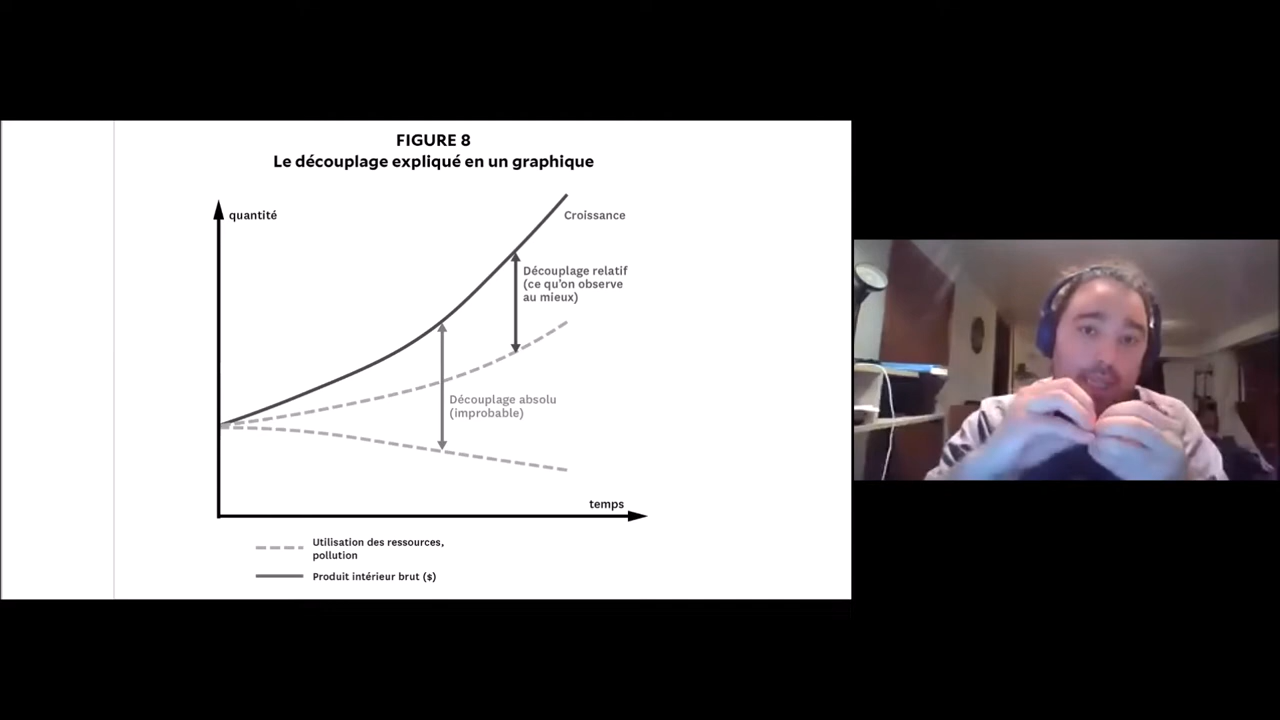 FIGURE 8
Le découplage expliqué en un graphique
quantité
Croissance
Découplage relatif
(ce qu'on observe
au mieux)
Découplage absolu
(improbable)
temps
Utilisation des ressources,
pollution
Produit intérieur brut ($)